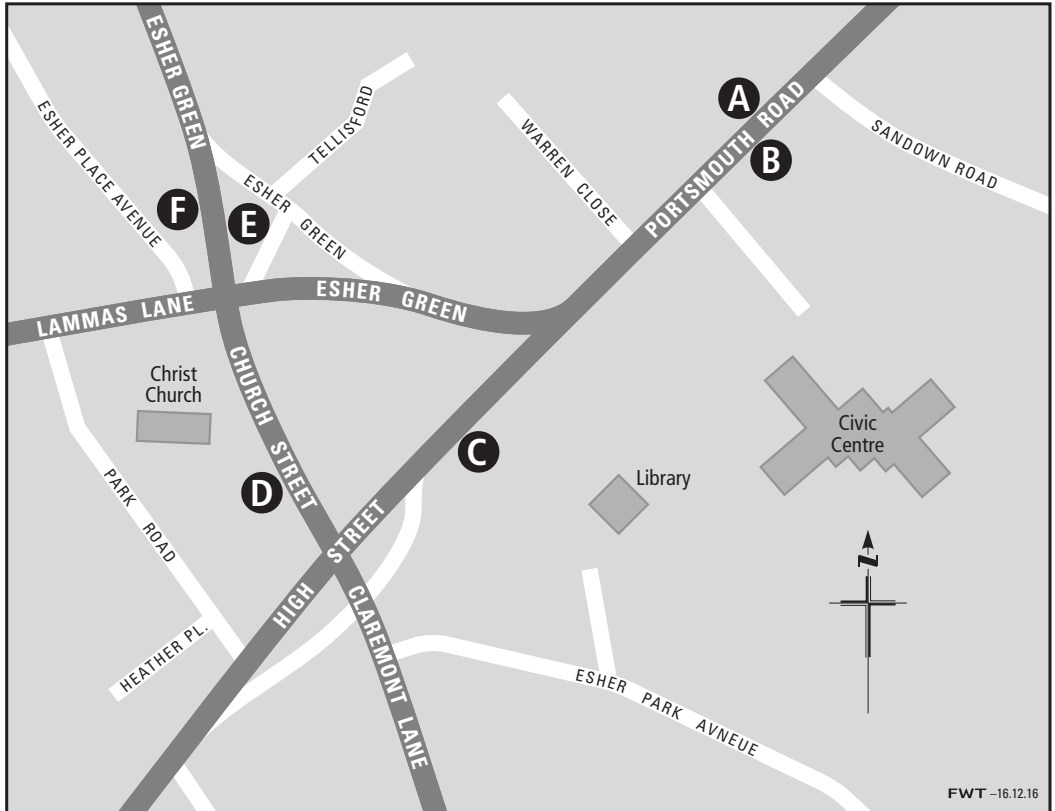 ESHER GREEN
TELLISFORD
ESHER PLACE AVENUE
WARREN CLOSE
A
PORTSMOUTH ROAD
B
SANDOWN ROAD
F
E
ESHER GREEN
LAMMAS LANE
ESHER GREEN
Christ
Church
CHURCH STREET
C
Civic
Centre
D
Library
PARK ROAD
HIGH STREET
CLAREMONT LANE
HEATHER PL.
ESHER PARK AVNEUE
N
FWT –16.12.16